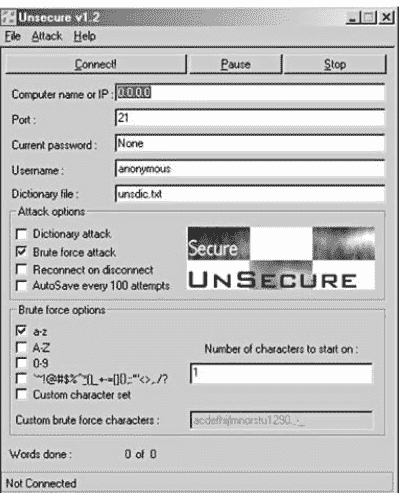 Unsecure v1.2
File Attack Help
Connect! Pause Stop
Computer name or IP : 0.0.0.0
Port : 21
Current password : None
Username : anonymous
Dictionary file : unsdic.txt
Attack options
Dictionary attack
Brute force attack
Reconnect on disconnect
AutoSave every 100 attempts
Secure
UNSECURE
Brute force options
a-z
A-Z
0-9
Number of characters to start on :
1
Custom character set
Custom brute force characters :
Words done : 0 of 0
Not Connected